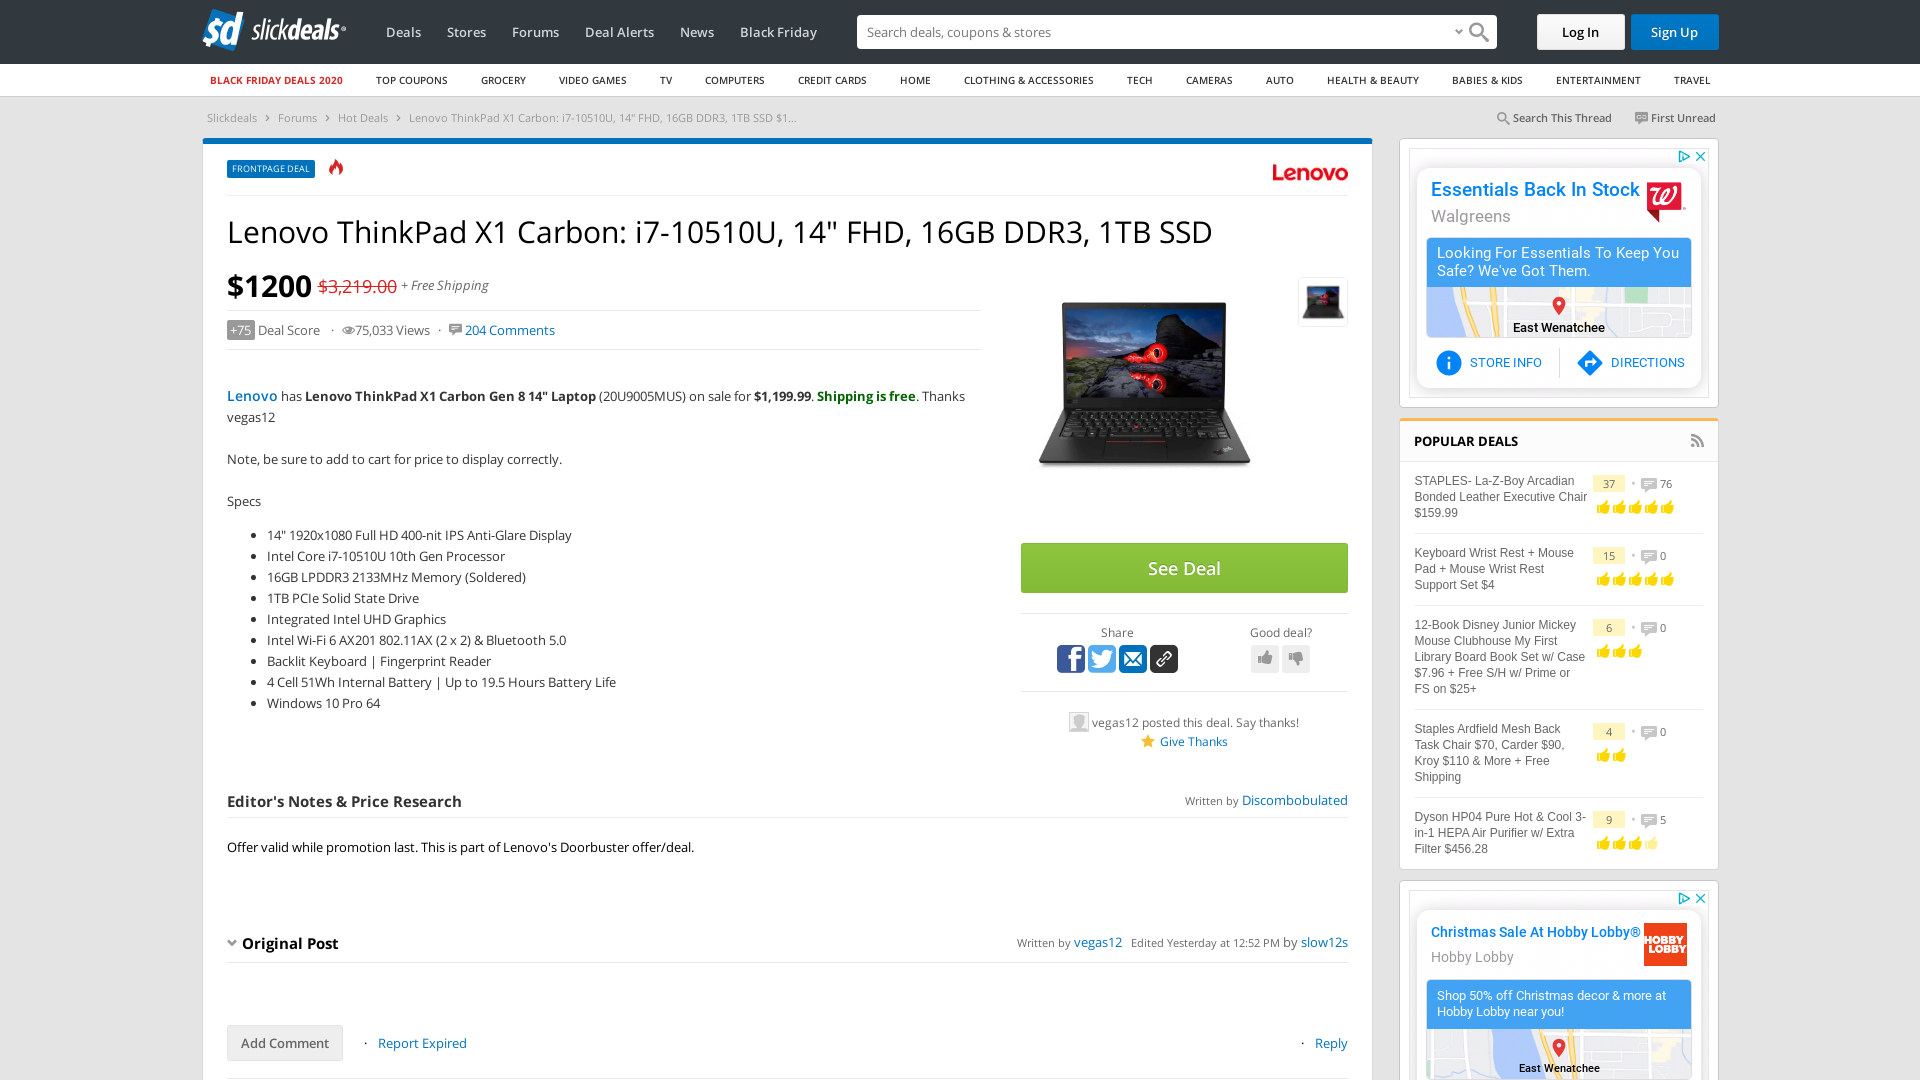 slickdeals
Deals
Stores
Forums
Deal Alerts
News
Black Friday
Search deals, coupons & shopping
Log In
Sign Up
BLACK FRIDAY DEALS 2020
TOP COUPONS
GROCERY
VIDEO GAMES
TV
COMPUTERS
CREDIT CARDS
HOME
CLOTHING & ACCESSORIES
TECH
CAMERAS
AUTO
HEALTH & BEAUTY
BABIES & KIDS
ENTERTAINMENT
TRAVEL
Slickdeals › Forums › Hot Deals › Lenovo ThinkPad X1 Carbon: i7-10510U, 14" FHD, 16GB DDR3, 1TB SSD $1...
Search This Thread
First Unread
FRONTPAGE DEAL
Lenovo
Lenovo ThinkPad X1 Carbon: i7-10510U, 14" FHD, 16GB DDR3, 1TB SSD
$1200 $3,219.00 + Free Shipping
+75 Deal Score · 75,033 Views · 204 Comments
Lenovo has Lenovo ThinkPad X1 Carbon Gen 8 14" Laptop (20U9005MUS) on sale for $1,199.99. Shipping is free. Thanks
vegas12
Note, be sure to add to cart for price to display correctly.
Specs
14" 1920x1080 Full HD 400-nit IPS Anti-Glare Display
Intel Core i7-10510U 10th Gen Processor
16GB LPDDR3 2133MHz Memory (Soldered)
1TB PCIe Solid State Drive
Integrated Intel UHD Graphics
Intel Wi-Fi 6 AX201 802.11AX (2 x 2) & Bluetooth 5.0
Backlit Keyboard | Fingerprint Reader
4 Cell 51Wh Internal Battery | Up to 19.5 Hours Battery Life
Windows 10 Pro 64
See Deal
Share
Good deal?
vegas12 posted this deal. Say thanks!
Give Thanks
Editor's Notes & Price Research
Written by Discombobulated
Offer valid while promotion last. This is part of Lenovo's Doorbuster offer/deal.
Original Post
Written by vegas12 Edited Yesterday at 12:52 PM by slow12s
Add Comment
· Report Expired
· Reply
Essentials Back In Stock
Walgreens
Looking For Essentials To Keep You
Safe? We've Got Them.
East Wenatchee
STORE INFO
DIRECTIONS
POPULAR DEALS
STAPLES- La-Z-Boy Arcadian
Bonded Leather Executive Chair
$159.99
37 • 76
Keyboard Wrist Rest + Mouse
Pad + Mouse Wrist Rest
Support Set $4
15 • 0
12-Book Disney Junior Mickey
Mouse Clubhouse My First
Library Board Book Set w/ Case
$7.96 + Free S/H w/ Prime or
FS on $25+
6 • 0
Staples Ardfield Mesh Back
Task Chair $70, Carder $90,
Kroy $110 & More + Free
Shipping
4 • 0
Dyson HP04 Pure Hot & Cool 3-
in-1 HEPA Air Purifier w/ Extra
Filter $456.28
9 • 5
Christmas Sale At Hobby Lobby®
Hobby Lobby
HOBBY
LOBBY
Shop 50% off Christmas decor & more at
Hobby Lobby near you!
East Wenatchee